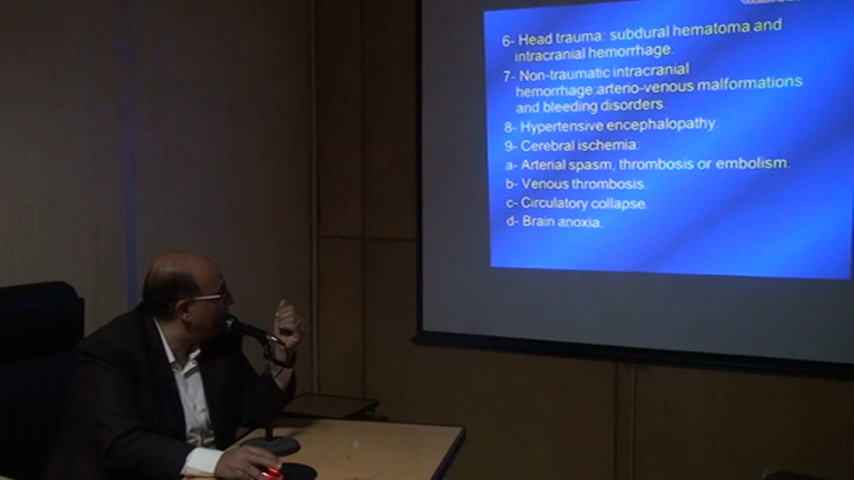 6- Head trauma: subdural hematoma and
intracranial hemorrhage.
7- Non-traumatic intracranial
hemorrhage:arterio-venous malformations
and bleeding disorders.
8- Hypertensive encephalopathy.
9- Cerebral ischemia:
a- Arterial spasm, thrombosis or embolism.
b- Venous thrombosis.
c- Circulatory collapse.
d- Brain anoxia.